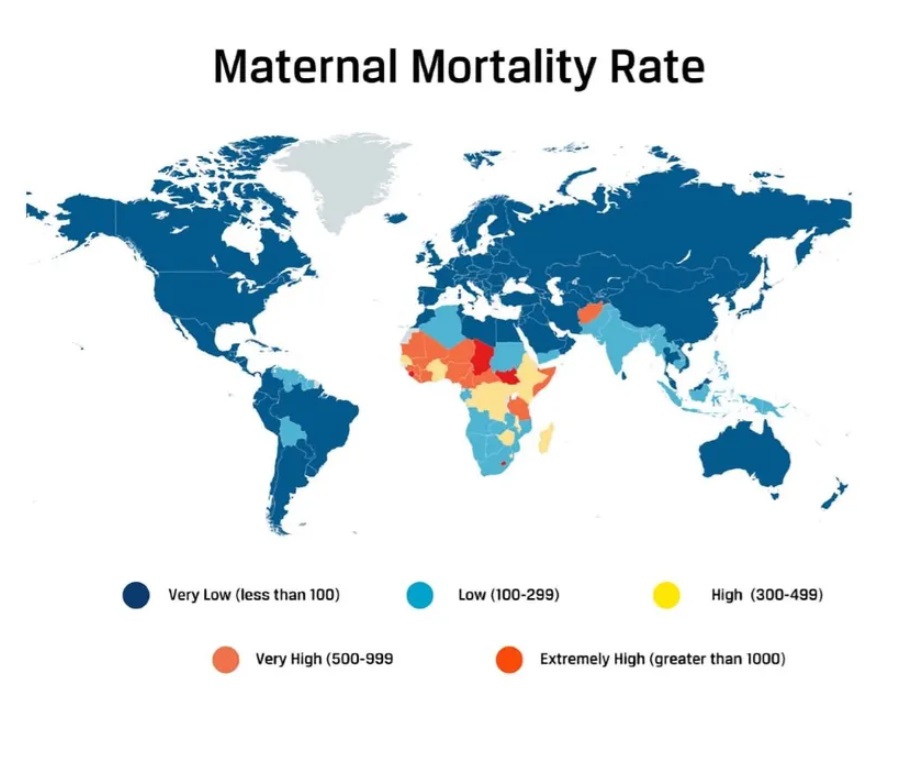 Maternal Mortality Rate
Very Low (less than 100)
Low (100-299)
High (300-499)
Very High (500-999
Extremely High (greater than 1000)